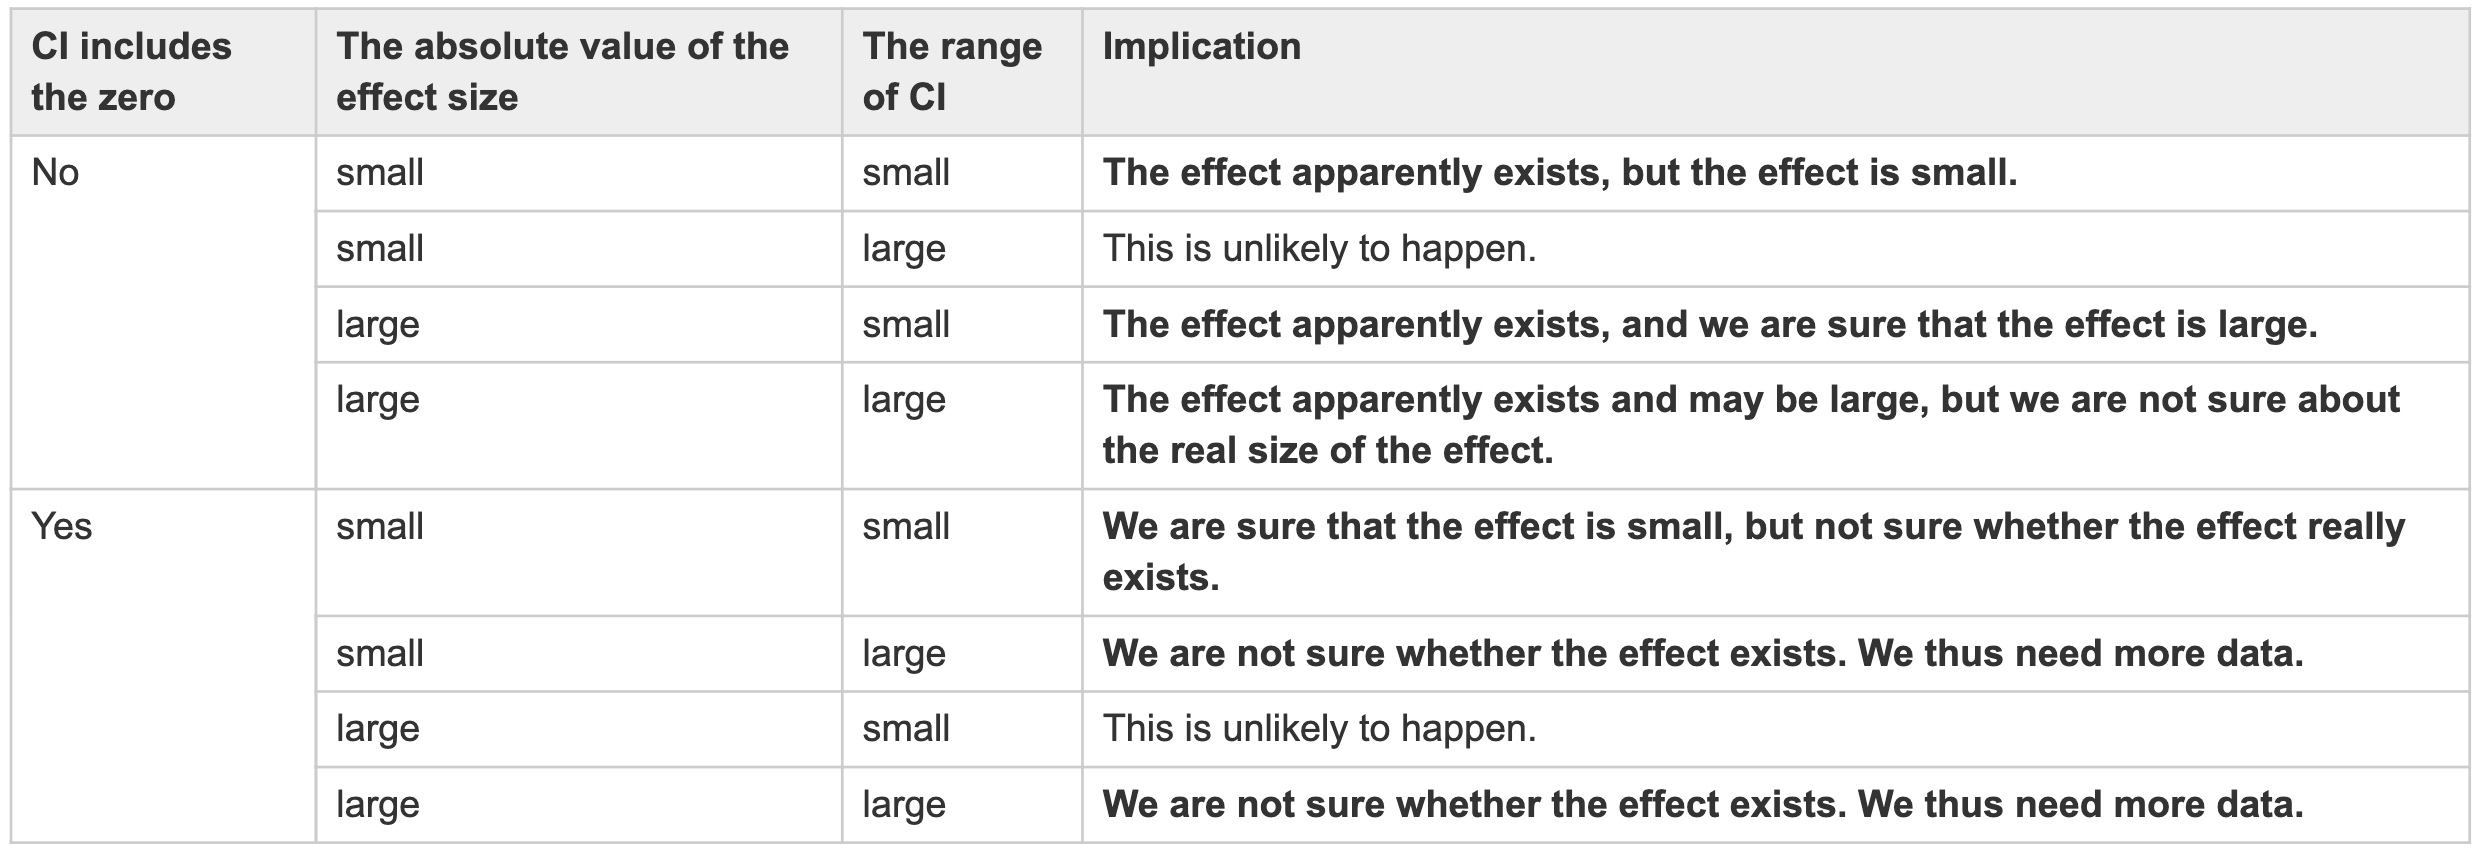 CI includes
the zero
The absolute value of the
effect size
The range
of CI
Implication
No
small
small
The effect apparently exists, but the effect is small.
small
large
This is unlikely to happen.
large
small
The effect apparently exists, and we are sure that the effect is large.
large
large
The effect apparently exists and may be large, but we are not sure about
the real size of the effect.
Yes
small
small
We are sure that the effect is small, but not sure whether the effect really
exists.
small
large
We are not sure whether the effect exists. We thus need more data.
large
small
This is unlikely to happen.
large
large
We are not sure whether the effect exists. We thus need more data.